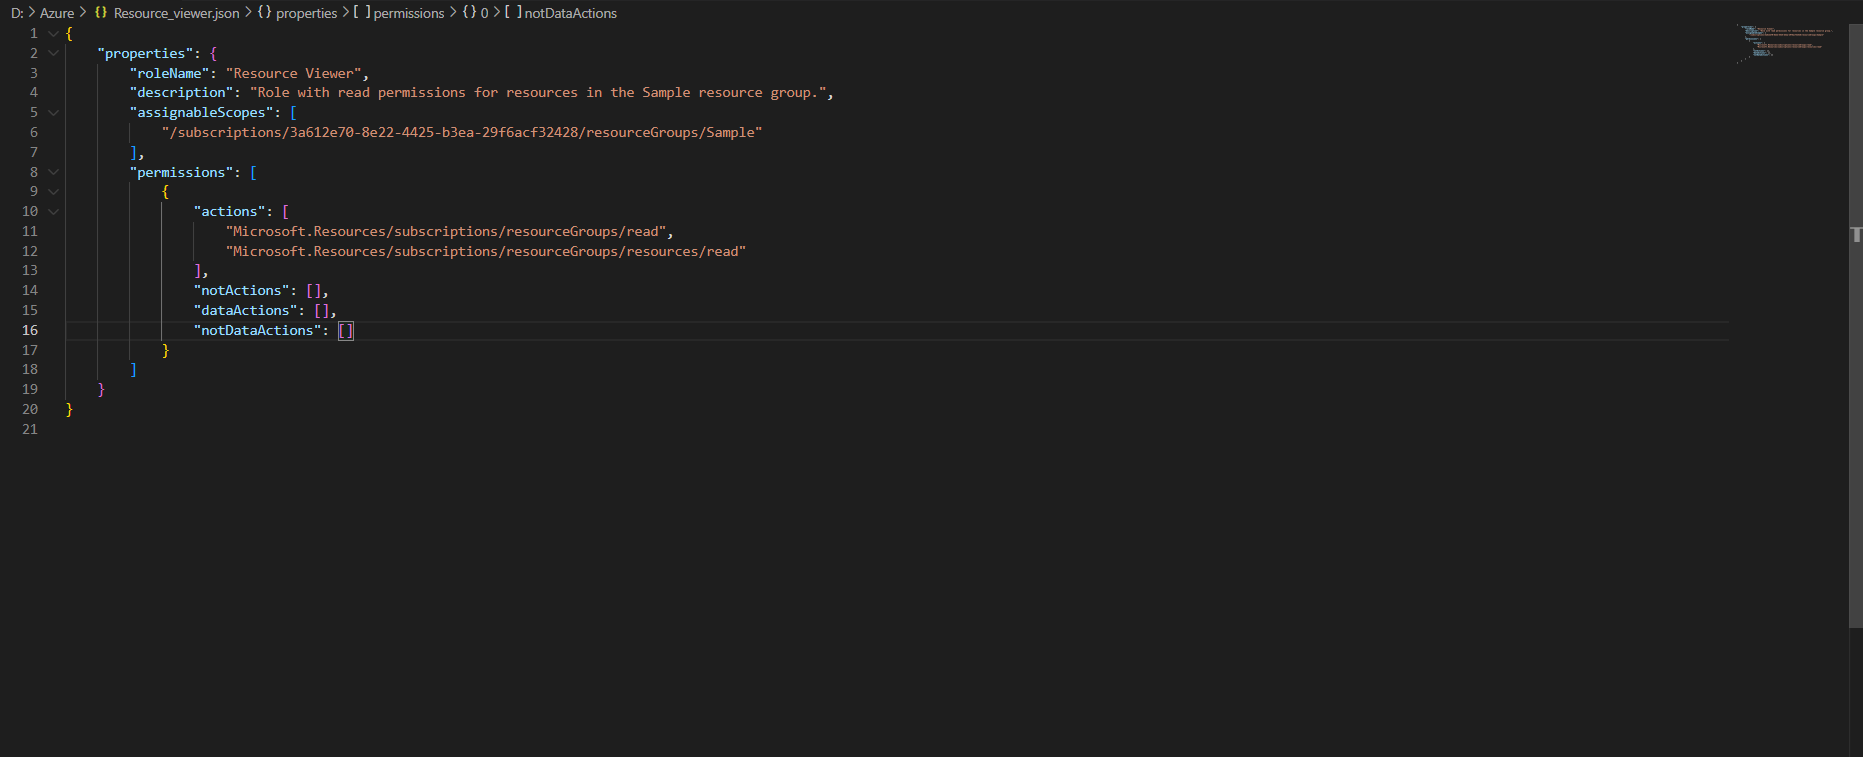 D: > Azure > {} Resource_viewer.json > {} properties > [ ] permissions > {} 0 > [ ] notDataActions
1 {
2 "properties": {
3 "roleName": "Resource Viewer",
4 "description": "Role with read permissions for resources in the Sample resource group.",
5 "assignableScopes": [
6 "/subscriptions/3a612e70-8e22-4425-b3ea-29f6acf32428/resourceGroups/Sample"
7 ],
8 "permissions": [
9 {
10 "actions": [
11 "Microsoft.Resources/subscriptions/resourceGroups/read",
12 "Microsoft.Resources/subscriptions/resourceGroups/resources/read"
13 ],
14 "notActions": [],
15 "dataActions": [],
16 "notDataActions": []
17 }
18 ]
19 }
20 }
21